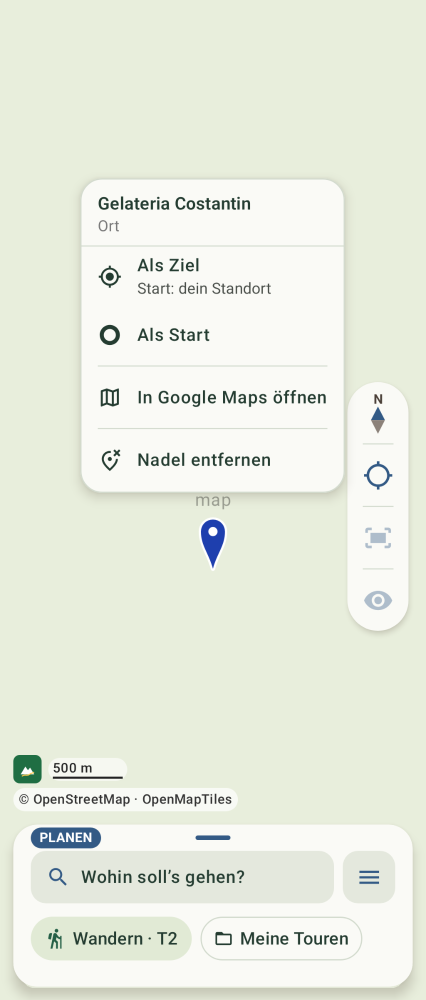 Gelateria Costantin
Ort
Als Ziel
Start: dein Standort
Als Start
In Google Maps öffnen
Nadel entfernen
N
map
500 m
© OpenStreetMap · OpenMapTiles
PLANEN
Wohin soll's gehen?
Wandern · T2
Meine Touren